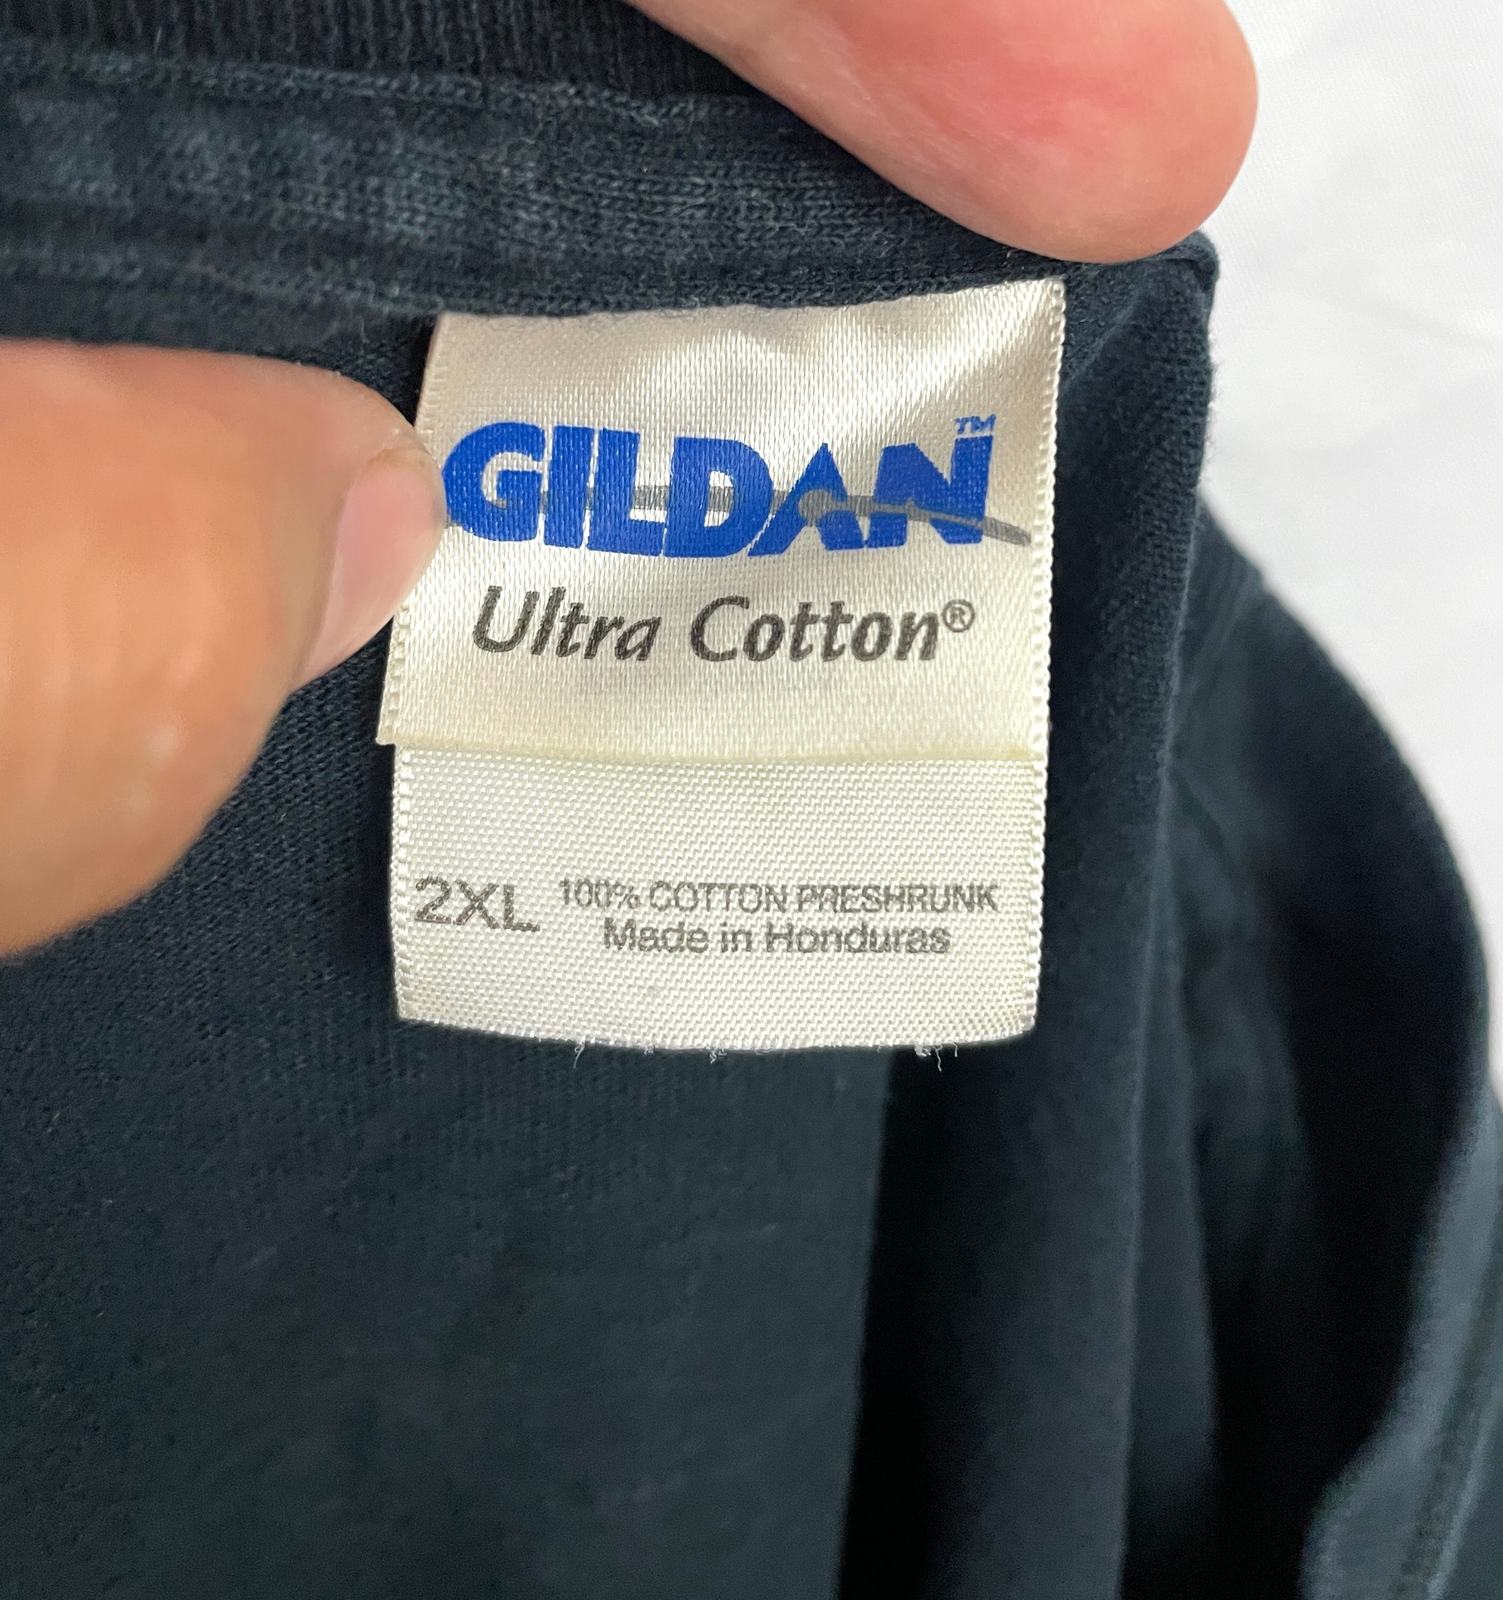 GILDAN™
Ultra Cotton®
2XL
100% COTTON PRESHRUNK
Made in Honduras